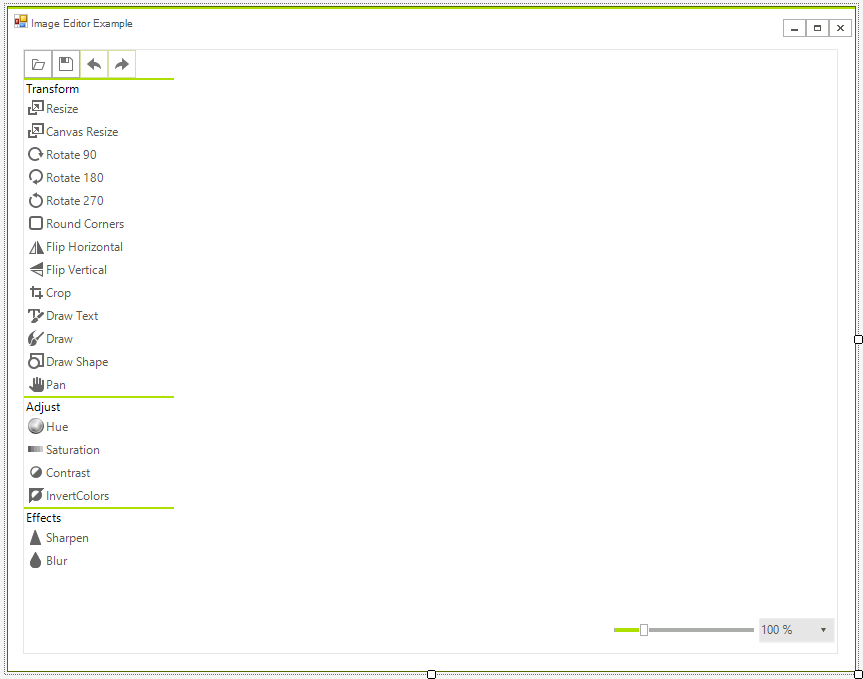 Image Editor Example
Transform
Resize
Canvas Resize
Rotate 90
Rotate 180
Rotate 270
Round Corners
Flip Horizontal
Flip Vertical
Crop
Draw Text
Draw
Draw Shape
Pan
Adjust
Hue
Saturation
Contrast
InvertColors
Effects
Sharpen
Blur
100 %